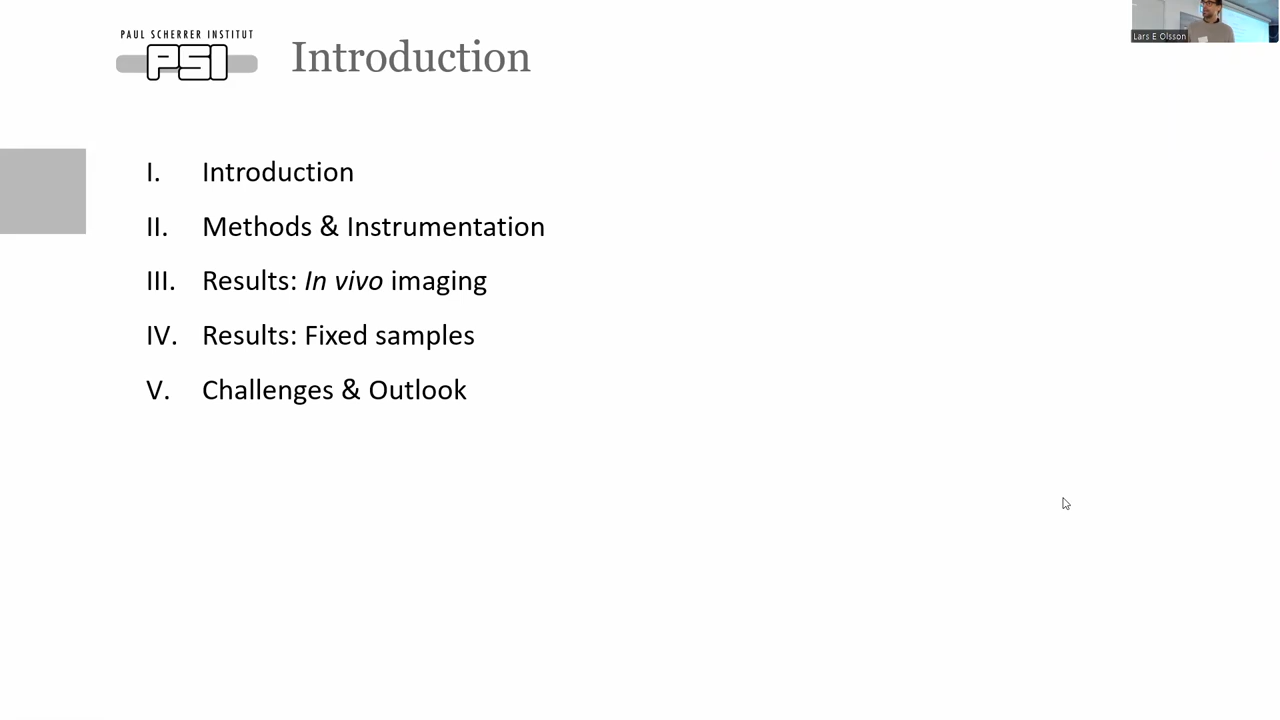 PAUL SCHERRER INSTITUT
PSI
Introduction
Lars E Olsson
I. Introduction
II. Methods & Instrumentation
III. Results: In vivo imaging
IV. Results: Fixed samples
V. Challenges & Outlook